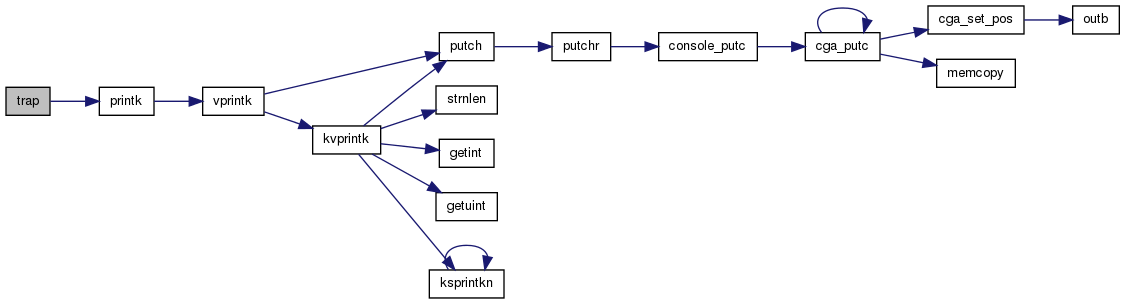 trap
printk
vprintk
kvprintk
putch
strnlen
getint
getuint
ksprintkn
putchr
console_putc
cga_putc
cga_set_pos
memcopy
outb